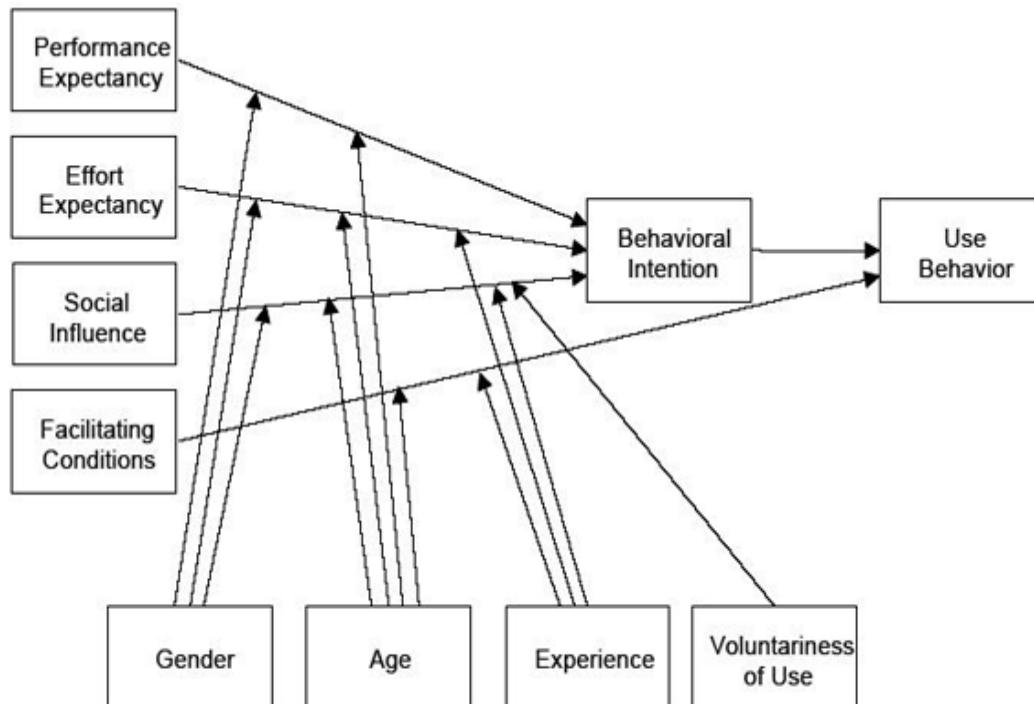 Performance
Expectancy
Effort
Expectancy
Social
Influence
Facilitating
Conditions
Behavioral
Intention
Use
Behavior
Gender
Age
Experience
Voluntariness
of Use